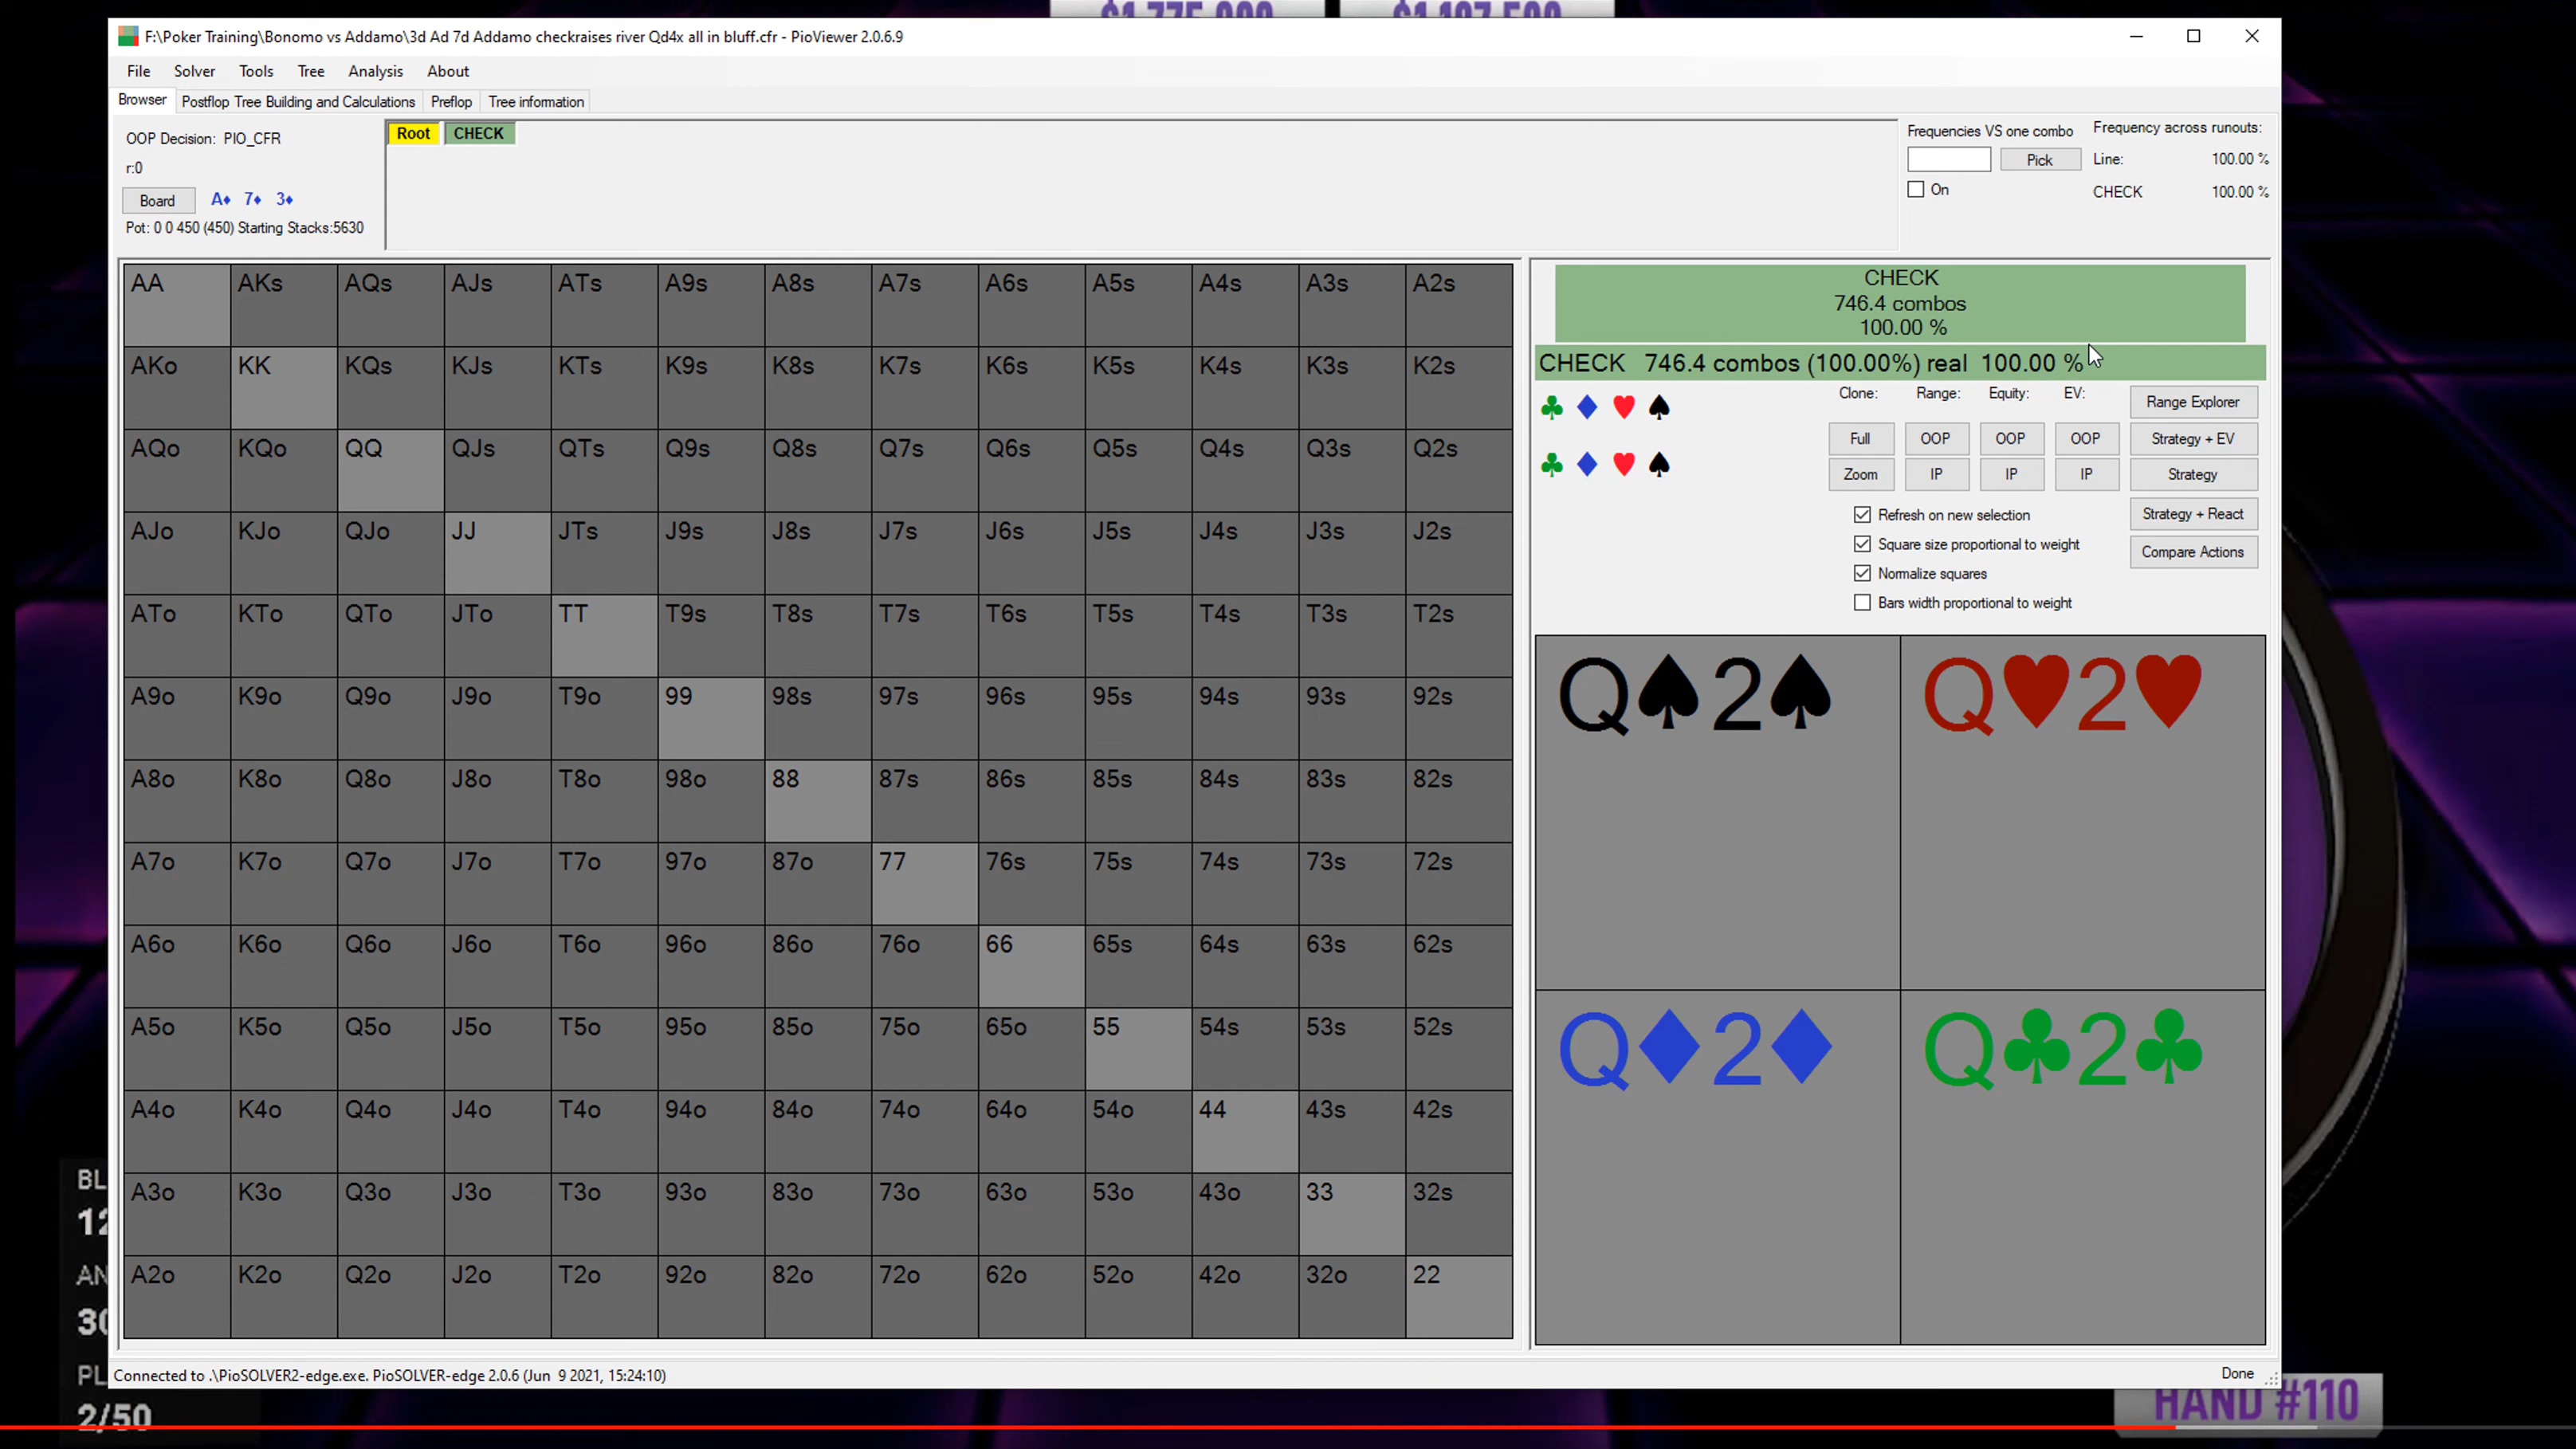 $1,775,000 $1,197,500
F:\Poker Training\Bonomo vs Addamo\3d Ad 7d Addamo checkraises river Qd4x all in bluff.cfr - PioViewer 2.0.6.9
File Solver Tools Tree Analysis About
Browser Postflop Tree Building and Calculations Preflop Tree information
OOP Decision: PIO_CFR
r:0
Board A♦ 7♦ 3♦
Pot: 0 0 450 (450) Starting Stacks:5630
Root CHECK
Frequencies VS one combo
Pick
On
Frequency across runouts:
Line: 100.00 %
CHECK 100.00 %
AA AKs AQs AJs ATs A9s A8s A7s A6s A5s A4s A3s A2s
AKo KK KQs KJs KTs K9s K8s K7s K6s K5s K4s K3s K2s
AQo KQo QQ QJs QTs Q9s Q8s Q7s Q6s Q5s Q4s Q3s Q2s
AJo KJo QJo JJ JTs J9s J8s J7s J6s J5s J4s J3s J2s
ATo KTo QTo JTo TT T9s T8s T7s T6s T5s T4s T3s T2s
A9o K9o Q9o J9o T9o 99 98s 97s 96s 95s 94s 93s 92s
A8o K8o Q8o J8o T8o 98o 88 87s 86s 85s 84s 83s 82s
A7o K7o Q7o J7o T7o 97o 87o 77 76s 75s 74s 73s 72s
A6o K6o Q6o J6o T6o 96o 86o 76o 66 65s 64s 63s 62s
A5o K5o Q5o J5o T5o 95o 85o 75o 65o 55 54s 53s 52s
A4o K4o Q4o J4o T4o 94o 84o 74o 64o 54o 44 43s 42s
A3o K3o Q3o J3o T3o 93o 83o 73o 63o 53o 43o 33 32s
A2o K2o Q2o J2o T2o 92o 82o 72o 62o 52o 42o 32o 22
CHECK
746.4 combos
100.00 %
CHECK 746.4 combos (100.00%) real 100.00 %
♣ ♦ ♥ ♠
♣ ♦ ♥ ♠
Clone: Range: Equity: EV:
Full OOP OOP OOP
Zoom IP IP IP
Range Explorer
Strategy + EV
Strategy
Strategy + React
Compare Actions
Refresh on new selection
Square size proportional to weight
Normalize squares
Bars width proportional to weight
Q♠2♠ Q♥2♥
Q♦2♦ Q♣2♣
Connected to .\PioSOLVER2-edge.exe. PioSOLVER-edge 2.0.6 (Jun 9 2021, 15:24:10)
Done
BL
12
AN
30
PL
2/50
HAND #110